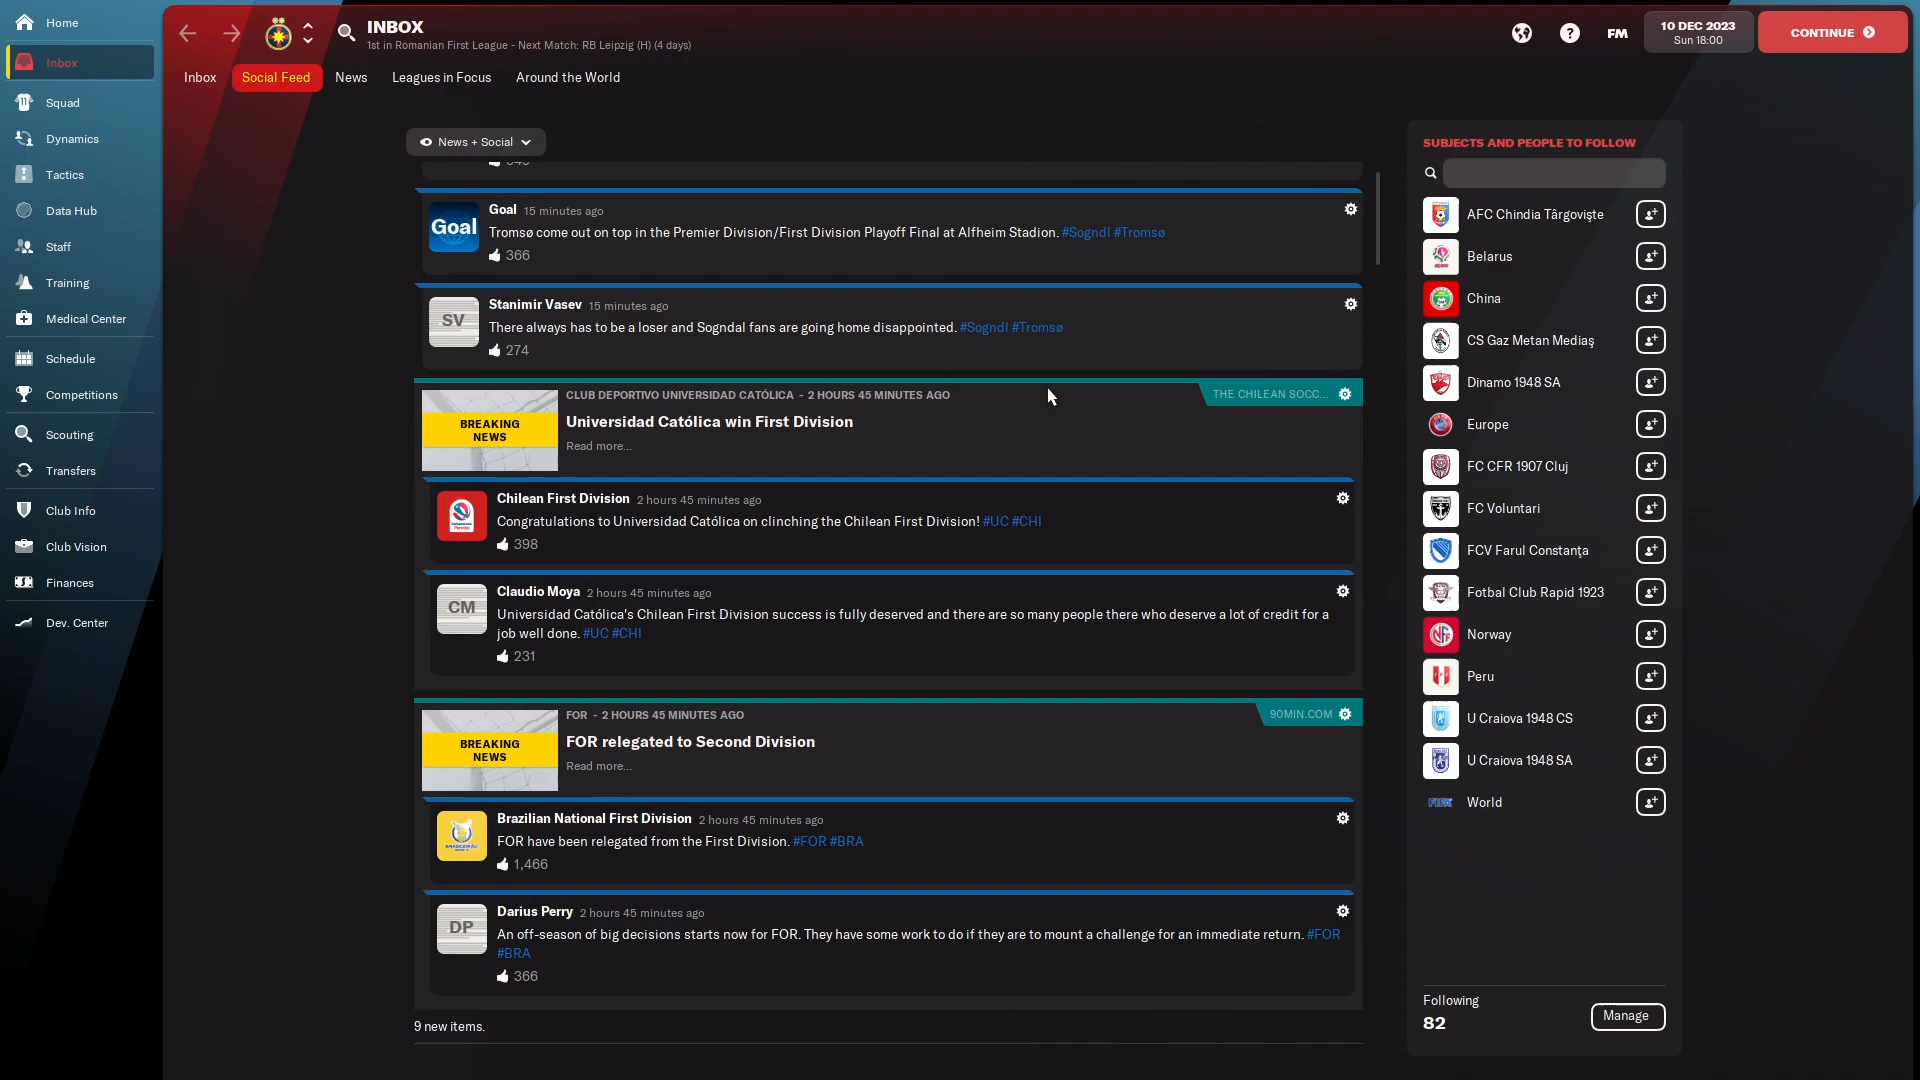 Home
INBOX
1st in Romanian First League - Next Match: RB Leipzig (H) (4 days)
FM
10 DEC 2023
Sun 18:00
CONTINUE
Inbox
Inbox
Social Feed
News
Leagues in Focus
Around the World
Squad
Dynamics
Tactics
Data Hub
Staff
Training
Medical Center
Schedule
Competitions
Scouting
Transfers
Club Info
Club Vision
Finances
Dev. Center
News + Social
Goal
Goal 15 minutes ago
Tromsø come out on top in the Premier Division/First Division Playoff Final at Alfheim Stadion. #Sogndl #Tromsø
366
SV
Stanimir Vasev 15 minutes ago
There always has to be a loser and Sogndal fans are going home disappointed. #Sogndl #Tromsø
274
CLUB DEPORTIVO UNIVERSIDAD CATÓLICA - 2 HOURS 45 MINUTES AGO
THE CHILEAN SOCC...
BREAKING
NEWS
Universidad Católica win First Division
Read more...
Chilean First Division 2 hours 45 minutes ago
Congratulations to Universidad Católica on clinching the Chilean First Division! #UC #CHI
398
CM
Claudio Moya 2 hours 45 minutes ago
Universidad Católica's Chilean First Division success is fully deserved and there are so many people there who deserve a lot of credit for a
job well done. #UC #CHI
231
FOR - 2 HOURS 45 MINUTES AGO
90MIN.COM
BREAKING
NEWS
FOR relegated to Second Division
Read more...
Brazilian National First Division 2 hours 45 minutes ago
FOR have been relegated from the First Division. #FOR #BRA
1,466
DP
Darius Perry 2 hours 45 minutes ago
An off-season of big decisions starts now for FOR. They have some work to do if they are to mount a challenge for an immediate return. #FOR
#BRA
366
9 new items.
SUBJECTS AND PEOPLE TO FOLLOW
AFC Chindia Târgovişte
Belarus
China
CS Gaz Metan Mediaş
Dinamo 1948 SA
Europe
FC CFR 1907 Cluj
FC Voluntari
FCV Farul Constanţa
Fotbal Club Rapid 1923
Norway
Peru
U Craiova 1948 CS
U Craiova 1948 SA
FIFA
World
Following
82
Manage